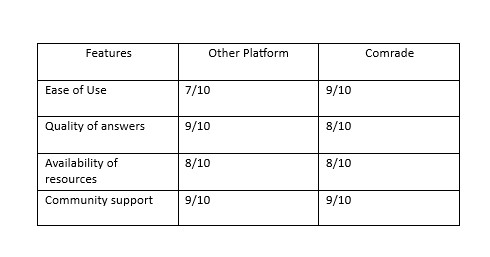 Features Other Platform Comrade
Ease of Use 7/10 9/10
Quality of answers 9/10 8/10
Availability of 8/10 8/10
resources
Community support 9/10 9/10